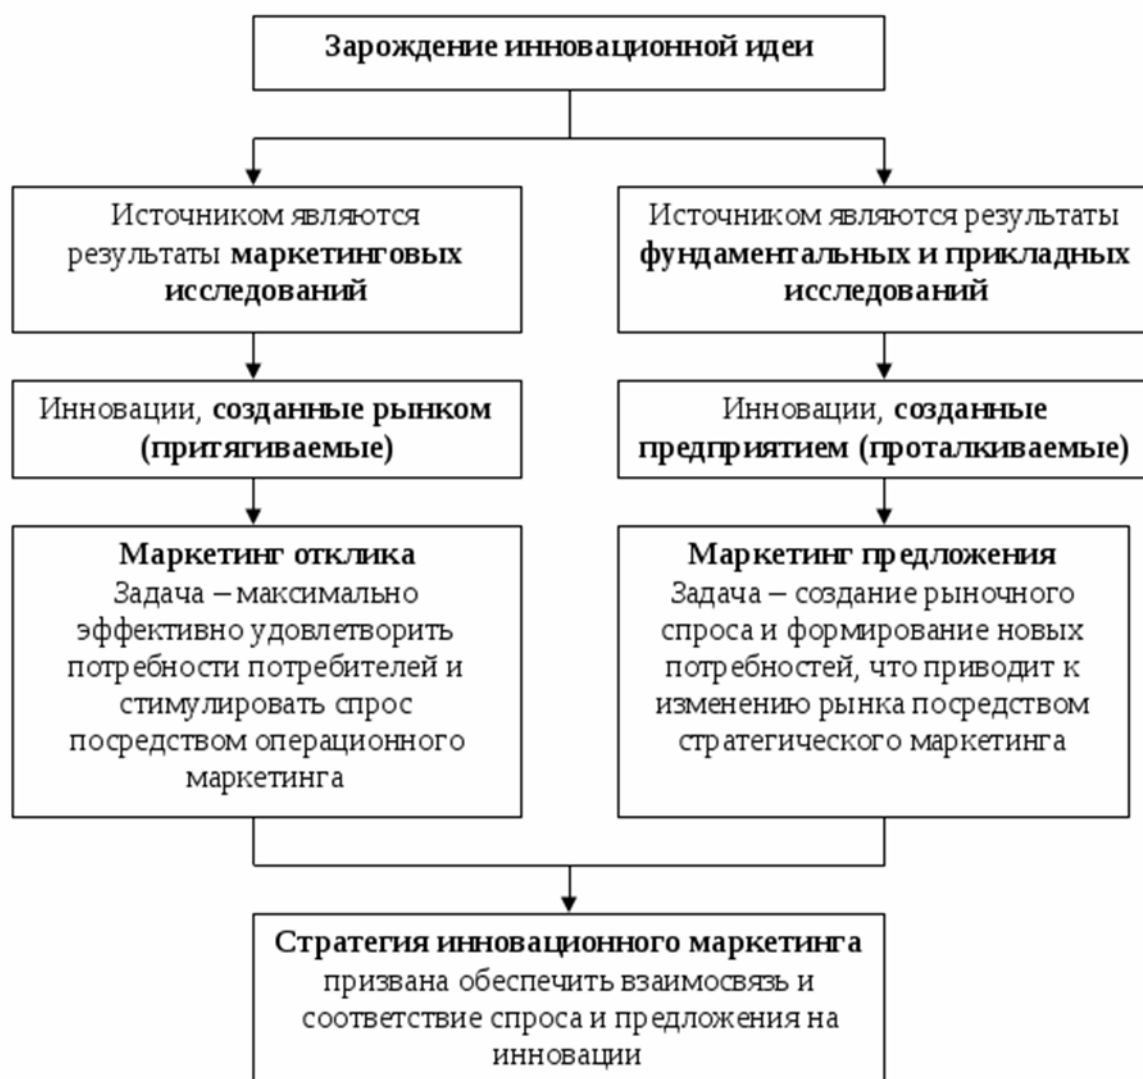 Зарождение инновационной идеи
Источником являются
результаты маркетинговых
исследований
Источником являются результаты
фундаментальных и прикладных
исследований
Инновации, созданные рынком
(притягиваемые)
Инновации, созданные
предприятием (проталкиваемые)
Маркетинг отклика
Задача – максимально
эффективно удовлетворить
потребности потребителей и
стимулировать спрос
посредством операционного
маркетинга
Маркетинг предложения
Задача – создание рыночного
спроса и формирование новых
потребностей, что приводит к
изменению рынка посредством
стратегического маркетинга
Стратегия инновационного маркетинга
призвана обеспечить взаимосвязь и
соответствие спроса и предложения на
инновации